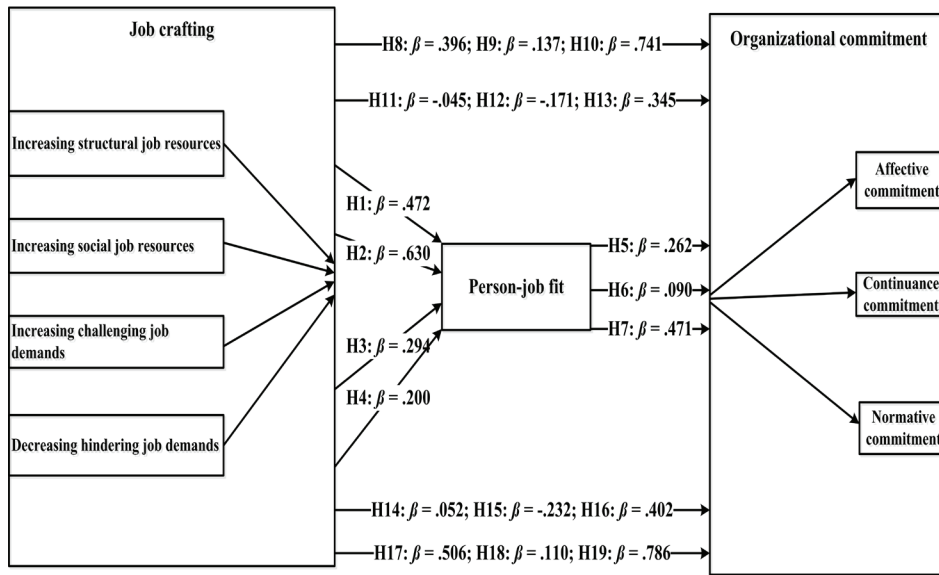 Job crafting
Increasing structural job resources
Increasing social job resources
Increasing challenging job
demands
Decreasing hindering job demands
H8: β = .396; H9: β = .137; H10: β = .741
H11: β = -.045; H12: β = -.171; H13: β = .345
H1: β = .472
H2: β = .630
H3: β = .294
H4: β = .200
Person-job fit
H5: β = .262
H6: β = .090
H7: β = .471
H14: β = .052; H15: β = -.232; H16: β = .402
H17: β = .506; H18: β = .110; H19: β = .786
Organizational commitment
Affective
commitment
Continuance
commitment
Normative
commitment